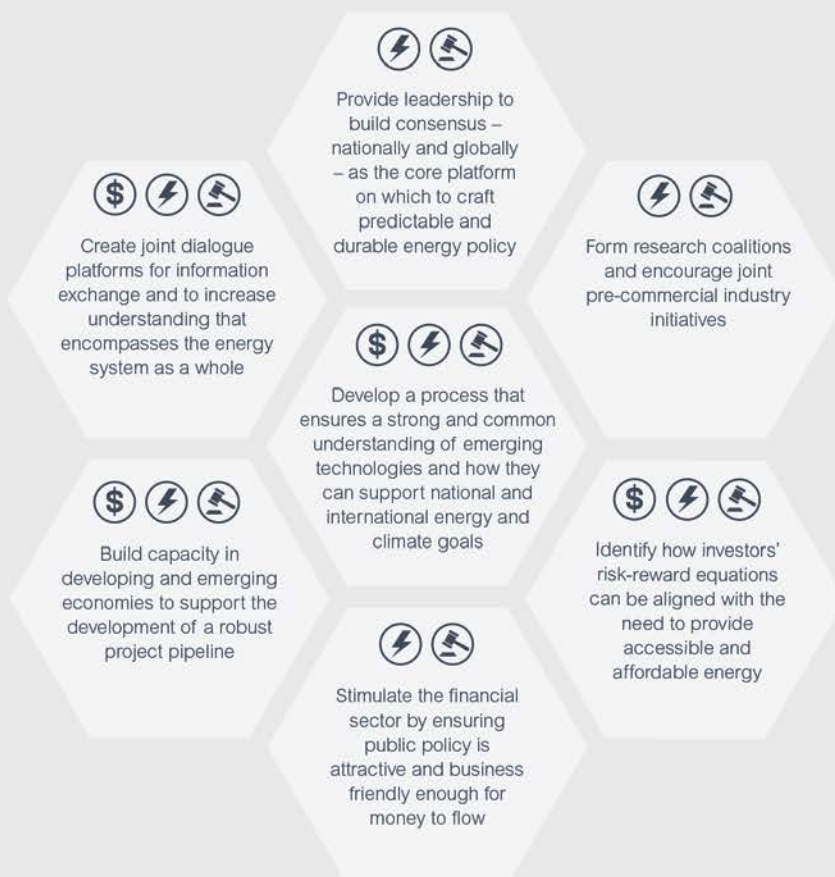 Provide leadership to
build consensus –
nationally and globally
– as the core platform
on which to craft
predictable and
durable energy policy
$
Create joint dialogue
platforms for information
exchange and to increase
understanding that
encompasses the energy
system as a whole
Form research coalitions
and encourage joint
pre-commercial industry
initiatives
$
Develop a process that
ensures a strong and common
understanding of emerging
technologies and how they
can support national and
international energy and
climate goals
$
Build capacity in
developing and emerging
economies to support the
development of a robust
project pipeline
$
Identify how investors'
risk-reward equations
can be aligned with the
need to provide
accessible and
affordable energy
Stimulate the financial
sector by ensuring
public policy is
attractive and business
friendly enough for
money to flow